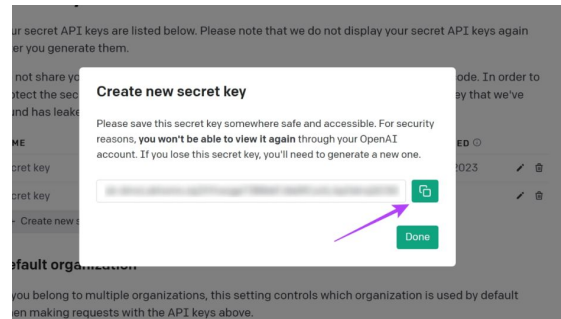 ur secret API keys are listed below. Please note that we do not display your secret API keys again
er you generate them.
not share yo
ode. In order to
otect the sec
ey that we've
und has leake
Create new secret key
Please save this secret key somewhere safe and accessible. For security
reasons, you won't be able to view it again through your OpenAI
account. If you lose this secret key, you'll need to generate a new one.
ME
ED
cret key
2023
cret key
Create new s
Done
efault organization
you belong to multiple organizations, this setting controls which organization is used by default
en making requests with the API keys above.